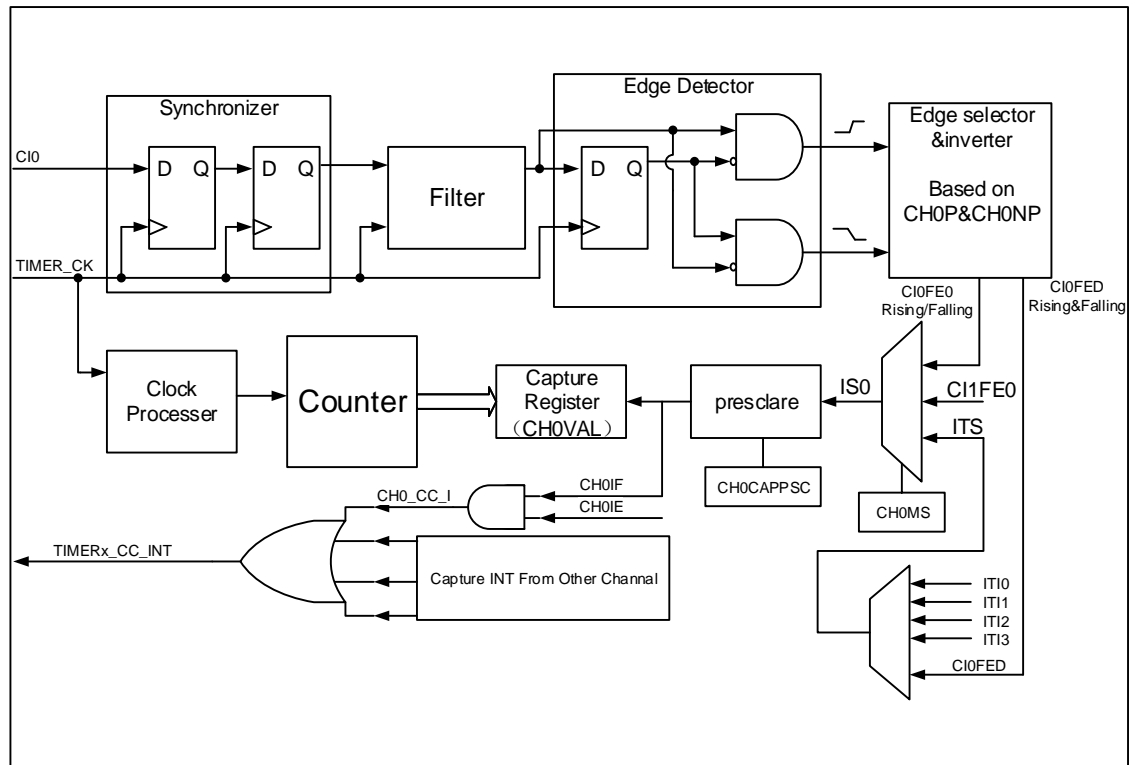 Edge Detector
Synchronizer
Edge selector
&inverter
Based on
CH0P&CH0NP
CI0
D Q
D Q
Filter
D Q
TIMER_CK
CI0FE0
Rising/Falling
CI0FED
Rising&Falling
Clock
Processer
Counter
Capture
Register
（CH0VAL）
presclare
IS0
CI1FE0
ITS
CH0CAPPSC
CH0MS
CH0_CC_I
CH0IF
CH0IE
TIMERx_CC_INT
Capture INT From Other Channel
ITI0
ITI1
ITI2
ITI3
CI0FED